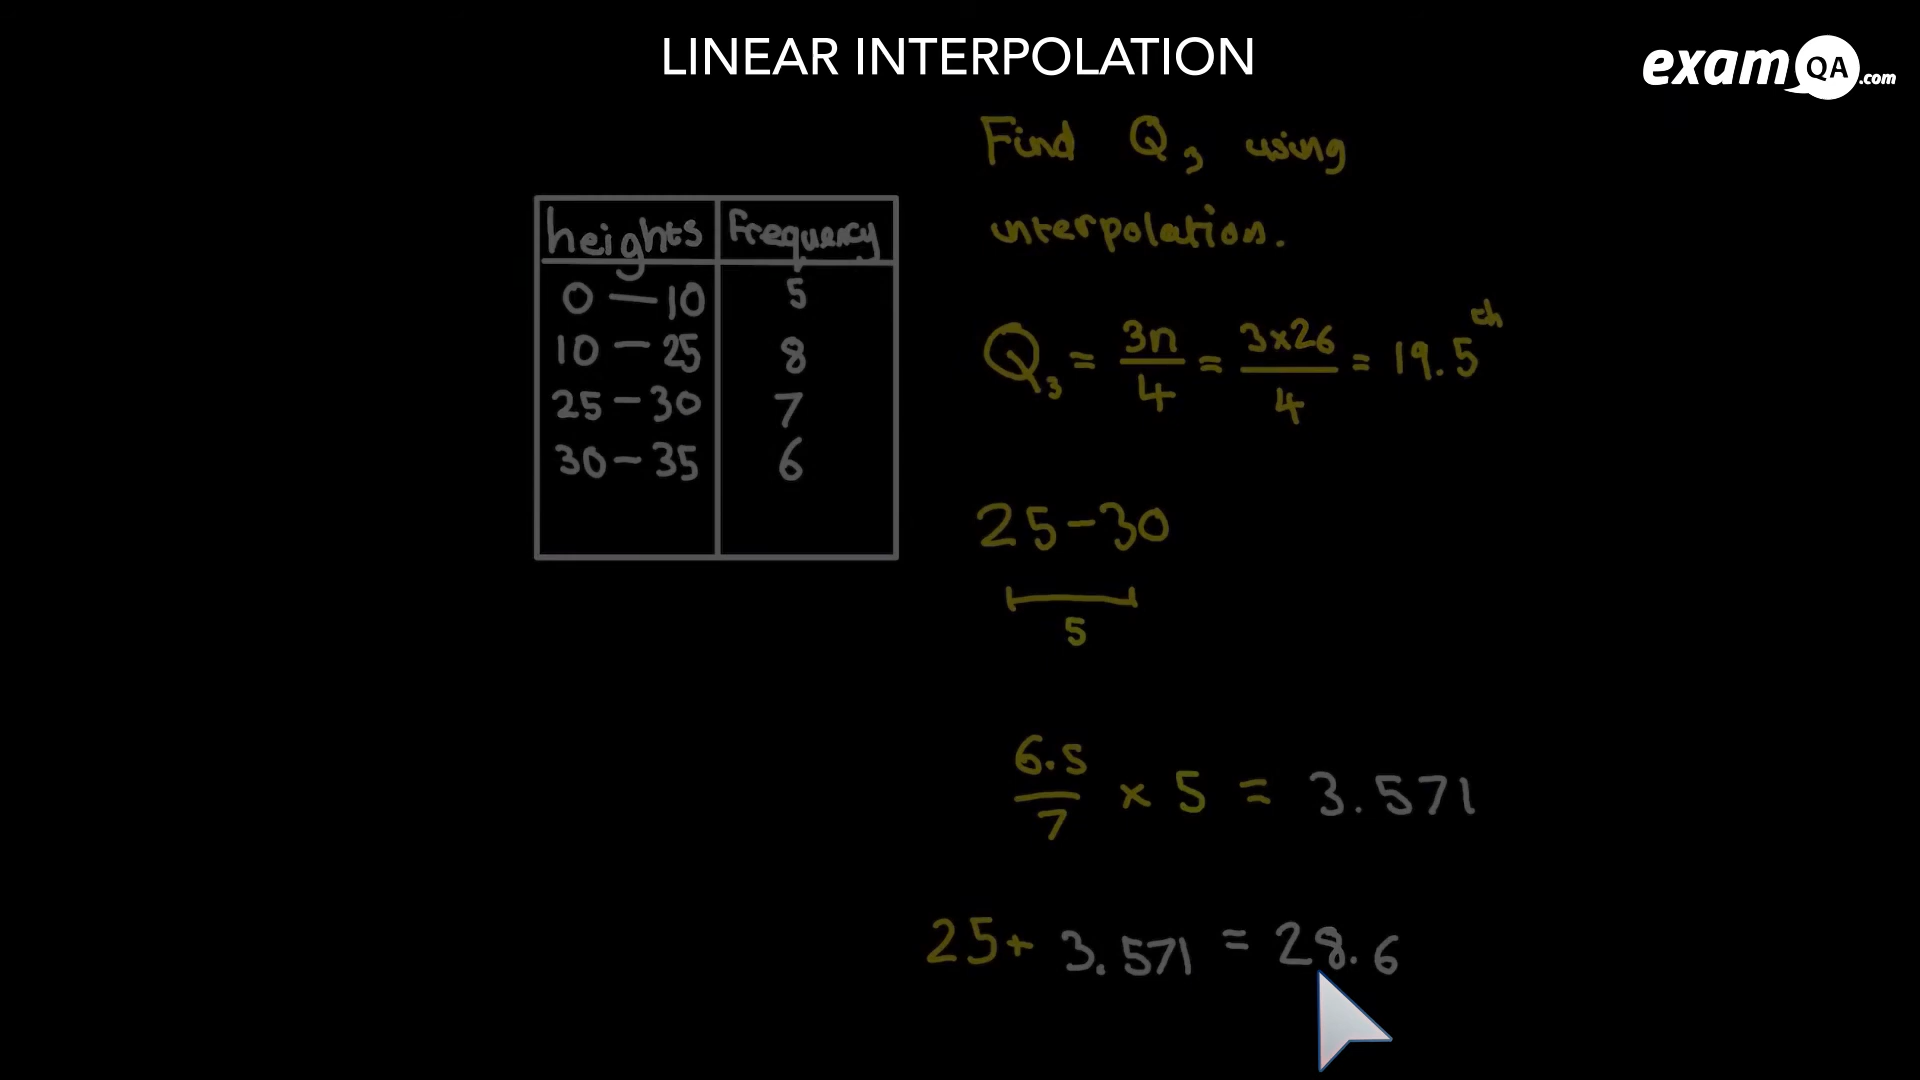 LINEAR INTERPOLATION
examQA.com
Find Q3 using
interpolation.
heights frequency
0 — 10 5
10 — 25 8
25 — 30 7
30 — 35 6
Q3 = 3n/4 = 3×26/4 = 19.5th
25 – 30
5
6.5/7 × 5 = 3.571
25 + 3.571 = 28.6